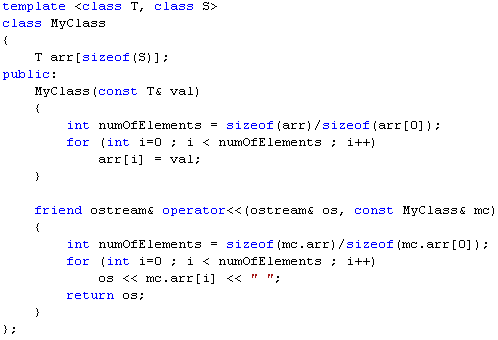 template <class T, class S>
class MyClass
{
    T arr[sizeof(S)];
public:
    MyClass(const T& val)
    {
        int numOfElements = sizeof(arr)/sizeof(arr[0]);
        for (int i=0 ; i < numOfElements ; i++)
            arr[i] = val;
    }

    friend ostream& operator<<(ostream& os, const MyClass& mc)
    {
        int numOfElements = sizeof(mc.arr)/sizeof(mc.arr[0]);
        for (int i=0 ; i < numOfElements ; i++)
            os << mc.arr[i] << " ";
        return os;
    }
};